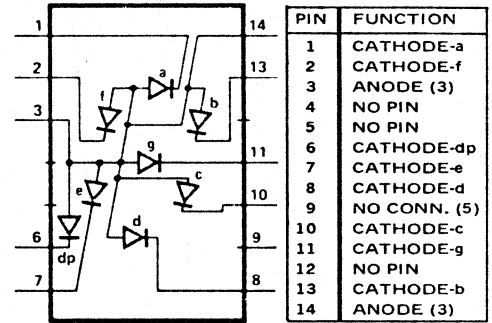 1
2
3
6
7
14
13
11
10
9
8
a
f
b
g
c
e
d
dp
PIN FUNCTION
1 CATHODE-a
2 CATHODE-f
3 ANODE (3)
4 NO PIN
5 NO PIN
6 CATHODE-dp
7 CATHODE-e
8 CATHODE-d
9 NO CONN. (5)
10 CATHODE-c
11 CATHODE-g
12 NO PIN
13 CATHODE-b
14 ANODE (3)